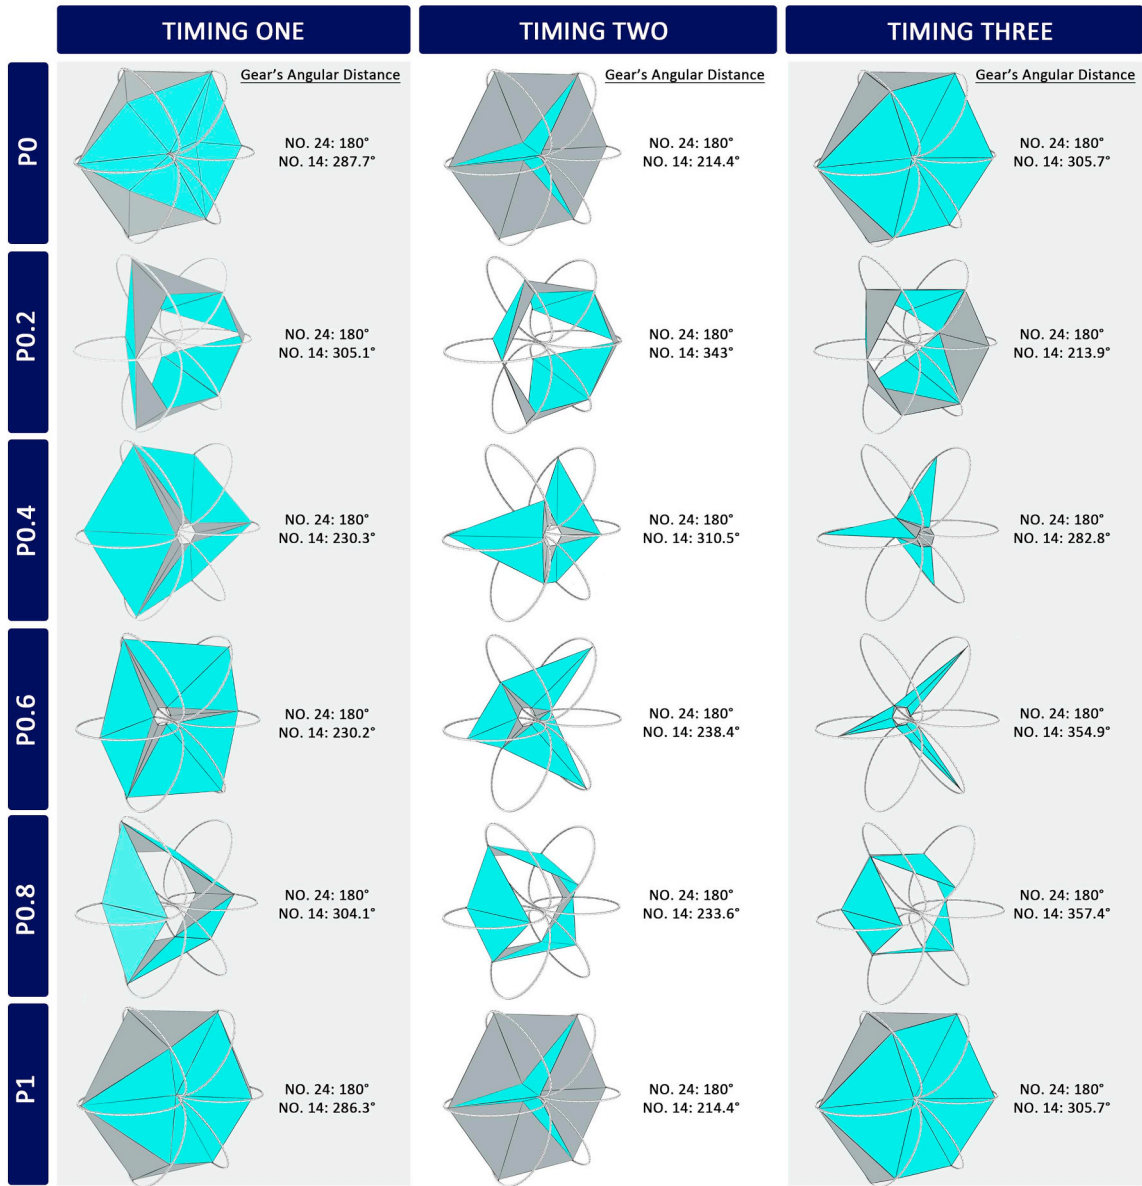 TIMING ONE
TIMING TWO
TIMING THREE
P0
Gear's Angular Distance
NO. 24: 180°
NO. 14: 287.7°
Gear's Angular Distance
NO. 24: 180°
NO. 14: 214.4°
Gear's Angular Distance
NO. 24: 180°
NO. 14: 305.7°
P0.2
NO. 24: 180°
NO. 14: 305.1°
NO. 24: 180°
NO. 14: 343°
NO. 24: 180°
NO. 14: 213.9°
P0.4
NO. 24: 180°
NO. 14: 230.3°
NO. 24: 180°
NO. 14: 310.5°
NO. 24: 180°
NO. 14: 282.8°
P0.6
NO. 24: 180°
NO. 14: 230.2°
NO. 24: 180°
NO. 14: 238.4°
NO. 24: 180°
NO. 14: 354.9°
P0.8
NO. 24: 180°
NO. 14: 304.1°
NO. 24: 180°
NO. 14: 233.6°
NO. 24: 180°
NO. 14: 357.4°
P1
NO. 24: 180°
NO. 14: 286.3°
NO. 24: 180°
NO. 14: 214.4°
NO. 24: 180°
NO. 14: 305.7°